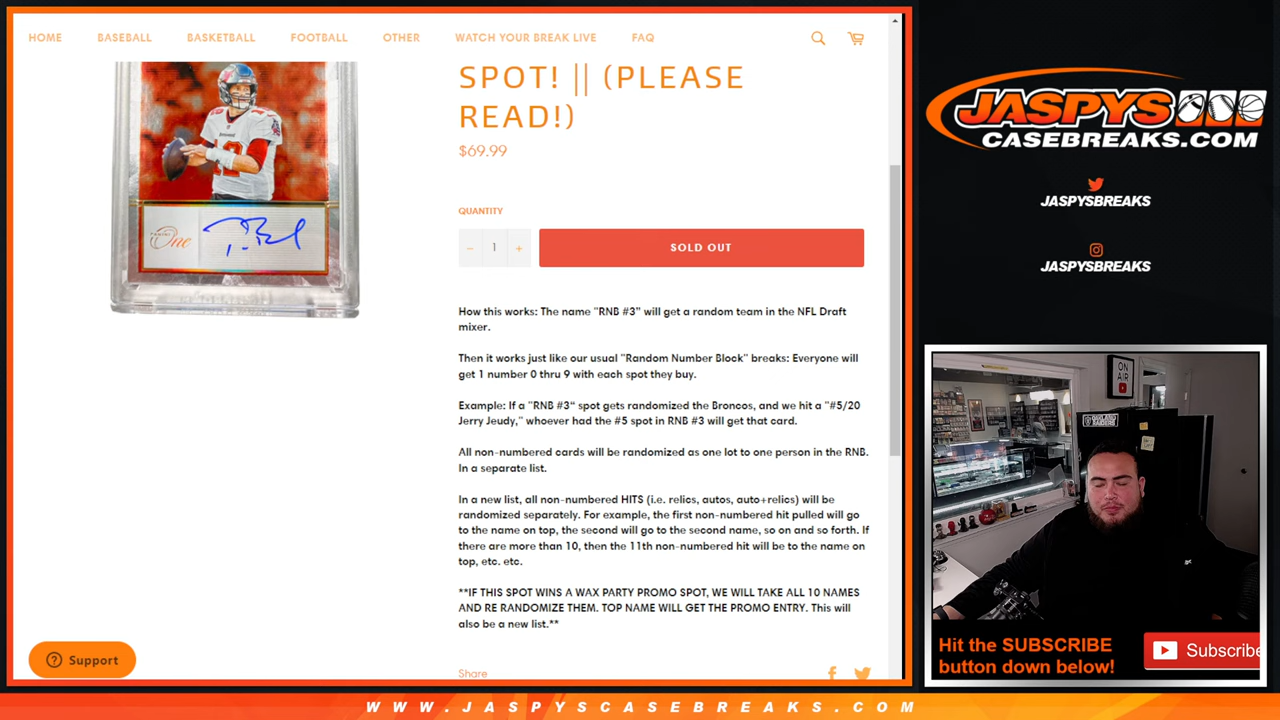 HOME BASEBALL BASKETBALL FOOTBALL OTHER WATCH YOUR BREAK LIVE FAQ
SPOT! || (PLEASE
READ!)
$69.99
QUANTITY
− 1 +
SOLD OUT
How this works: The name "RNB #3" will get a random team in the NFL Draft
mixer.
Then it works just like our usual "Random Number Block" breaks: Everyone will
get 1 number 0 thru 9 with each spot they buy.
Example: If a "RNB #3" spot gets randomized the Broncos, and we hit a "#5/20
Jerry Jeudy," whoever had the #5 spot in RNB #3 will get that card.
All non-numbered cards will be randomized as one lot to one person in the RNB.
In a separate list.
In a new list, all non-numbered HITS (i.e. relics, autos, auto+relics) will be
randomized separately. For example, the first non-numbered hit pulled will go
to the name on top, the second will go to the second name, so on and so forth. If
there are more than 10, then the 11th non-numbered hit will be to the name on
top, etc. etc.
**IF THIS SPOT WINS A WAX PARTY PROMO SPOT, WE WILL TAKE ALL 10 NAMES
AND RE RANDOMIZE THEM. TOP NAME WILL GET THE PROMO ENTRY. This will
also be a new list.**
Share
One
Support
JASPYS
CASEBREAKS.COM
JASPYSBREAKS
JASPYSBREAKS
ON
AIR
Hit the SUBSCRIBE
button down below!
Subscribe
WWW.JASPYSCASEBREAKS.COM